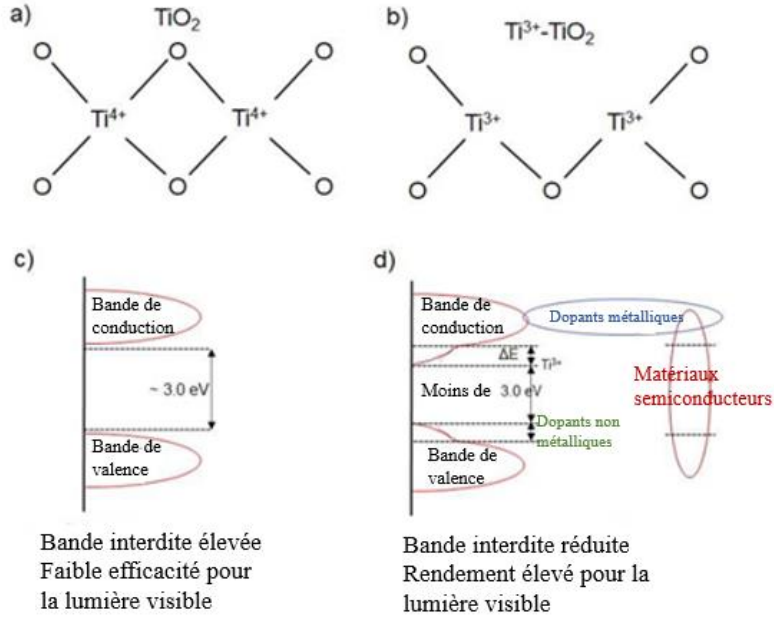 a) TiO2
O O O
Ti4+ Ti4+
O O O
b) Ti3+-TiO2
O O
Ti3+ Ti3+
O O O
c)
Bande de
conduction
~ 3.0 eV
Bande de
valence
Bande interdite élevée
Faible efficacité pour
la lumière visible
d)
Bande de
conduction
Dopants métalliques
ΔE
Ti3+
Matériaux
semiconducteurs
Moins de 3.0 eV
Dopants non
métalliques
Bande de
valence
Bande interdite réduite
Rendement élevé pour la
lumière visible